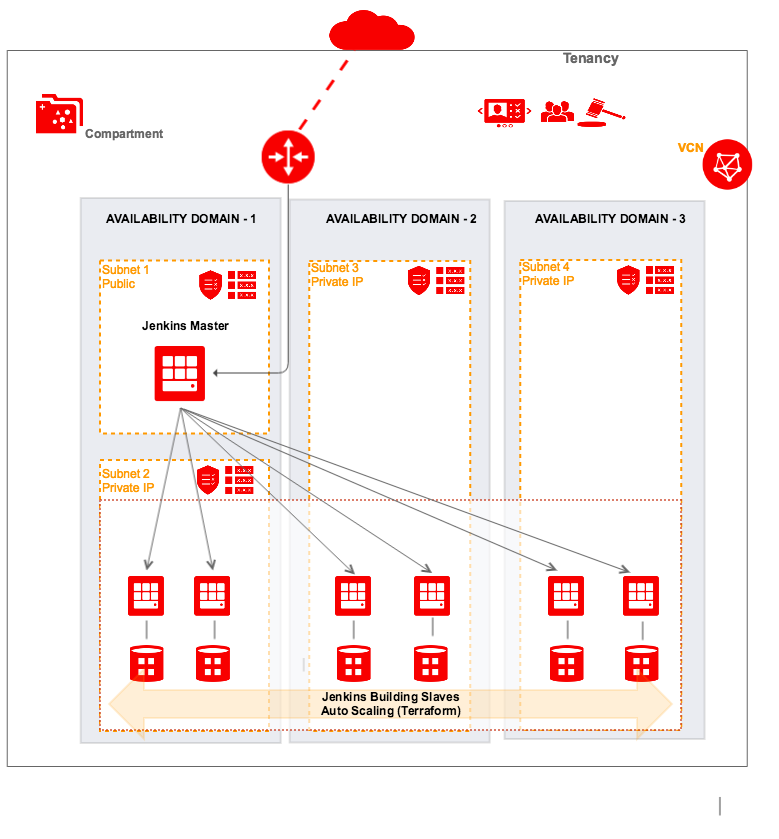 Tenancy
Compartment
VCN
AVAILABILITY DOMAIN - 1
AVAILABILITY DOMAIN - 2
AVAILABILITY DOMAIN - 3
Subnet 1
Public
Subnet 3
Private IP
Subnet 4
Private IP
Jenkins Master
Subnet 2
Private IP
Jenkins Building Slaves
Auto Scaling (Terraform)